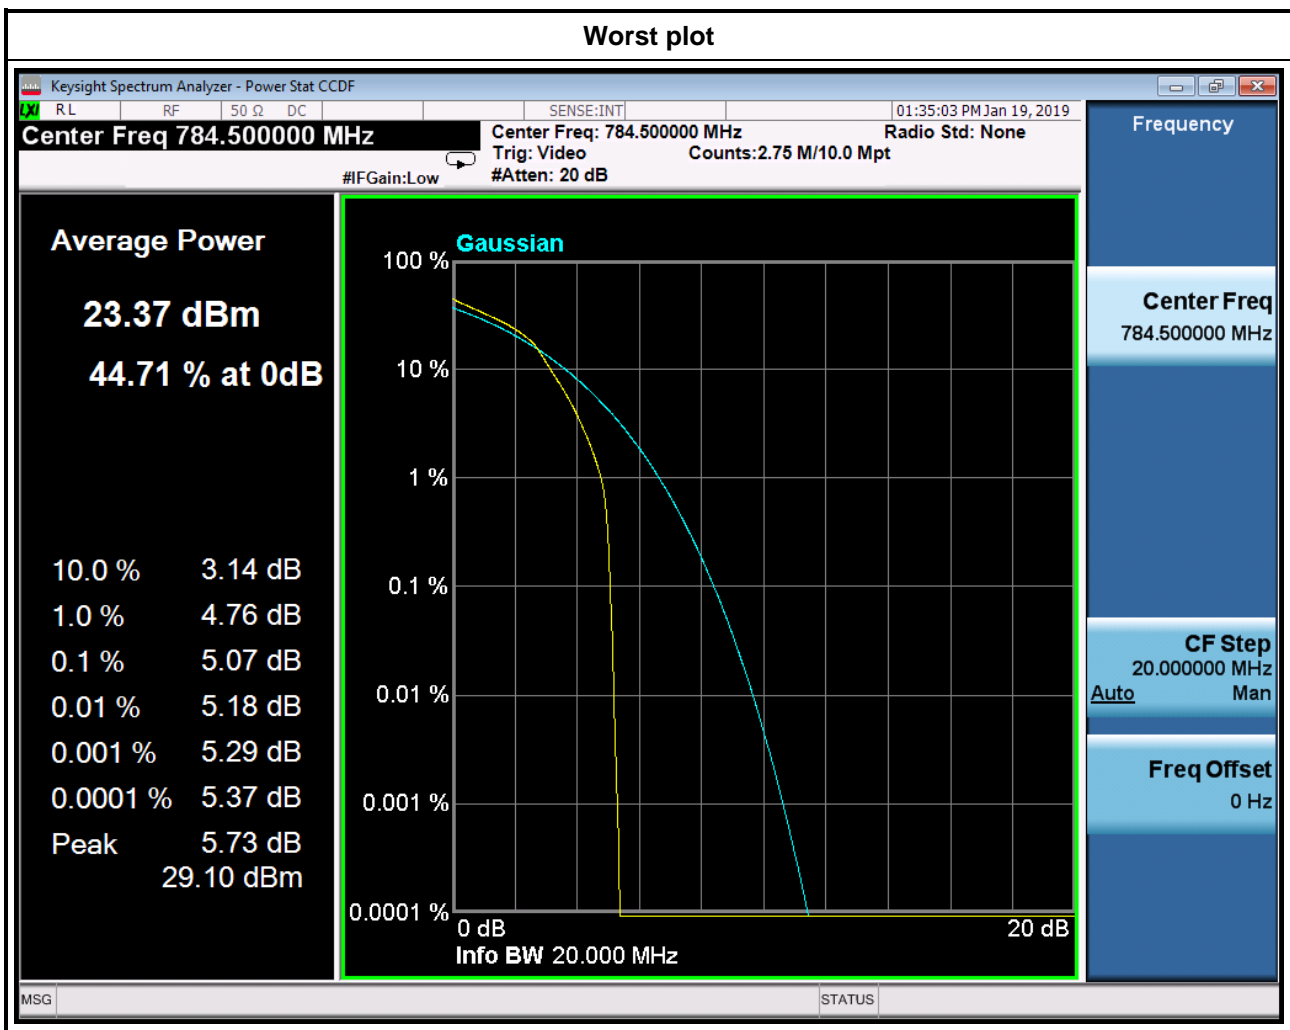 Worst plot
Keysight Spectrum Analyzer - Power Stat CCDF
LXI RL RF 50 Ω DC SENSE:INT 01:35:03 PM Jan 19, 2019
Center Freq 784.500000 MHz
Center Freq: 784.500000 MHz Radio Std: None
Trig: Video Counts:2.75 M/10.0 Mpt
#IFGain:Low #Atten: 20 dB
Average Power
23.37 dBm
44.71 % at 0dB
10.0 % 3.14 dB
1.0 % 4.76 dB
0.1 % 5.07 dB
0.01 % 5.18 dB
0.001 % 5.29 dB
0.0001 % 5.37 dB
Peak 5.73 dB
29.10 dBm
Gaussian
100 %
10 %
1 %
0.1 %
0.01 %
0.001 %
0.0001 %
0 dB 20 dB
Info BW 20.000 MHz
Frequency
Center Freq
784.500000 MHz
CF Step
20.000000 MHz
Auto Man
Freq Offset
0 Hz
MSG STATUS